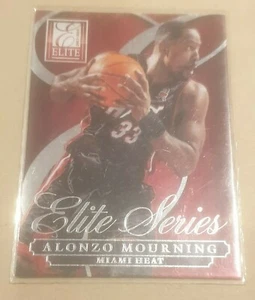 E
ELITE
33
Elite Series
ALONZO MOURNING
MIAMI HEAT